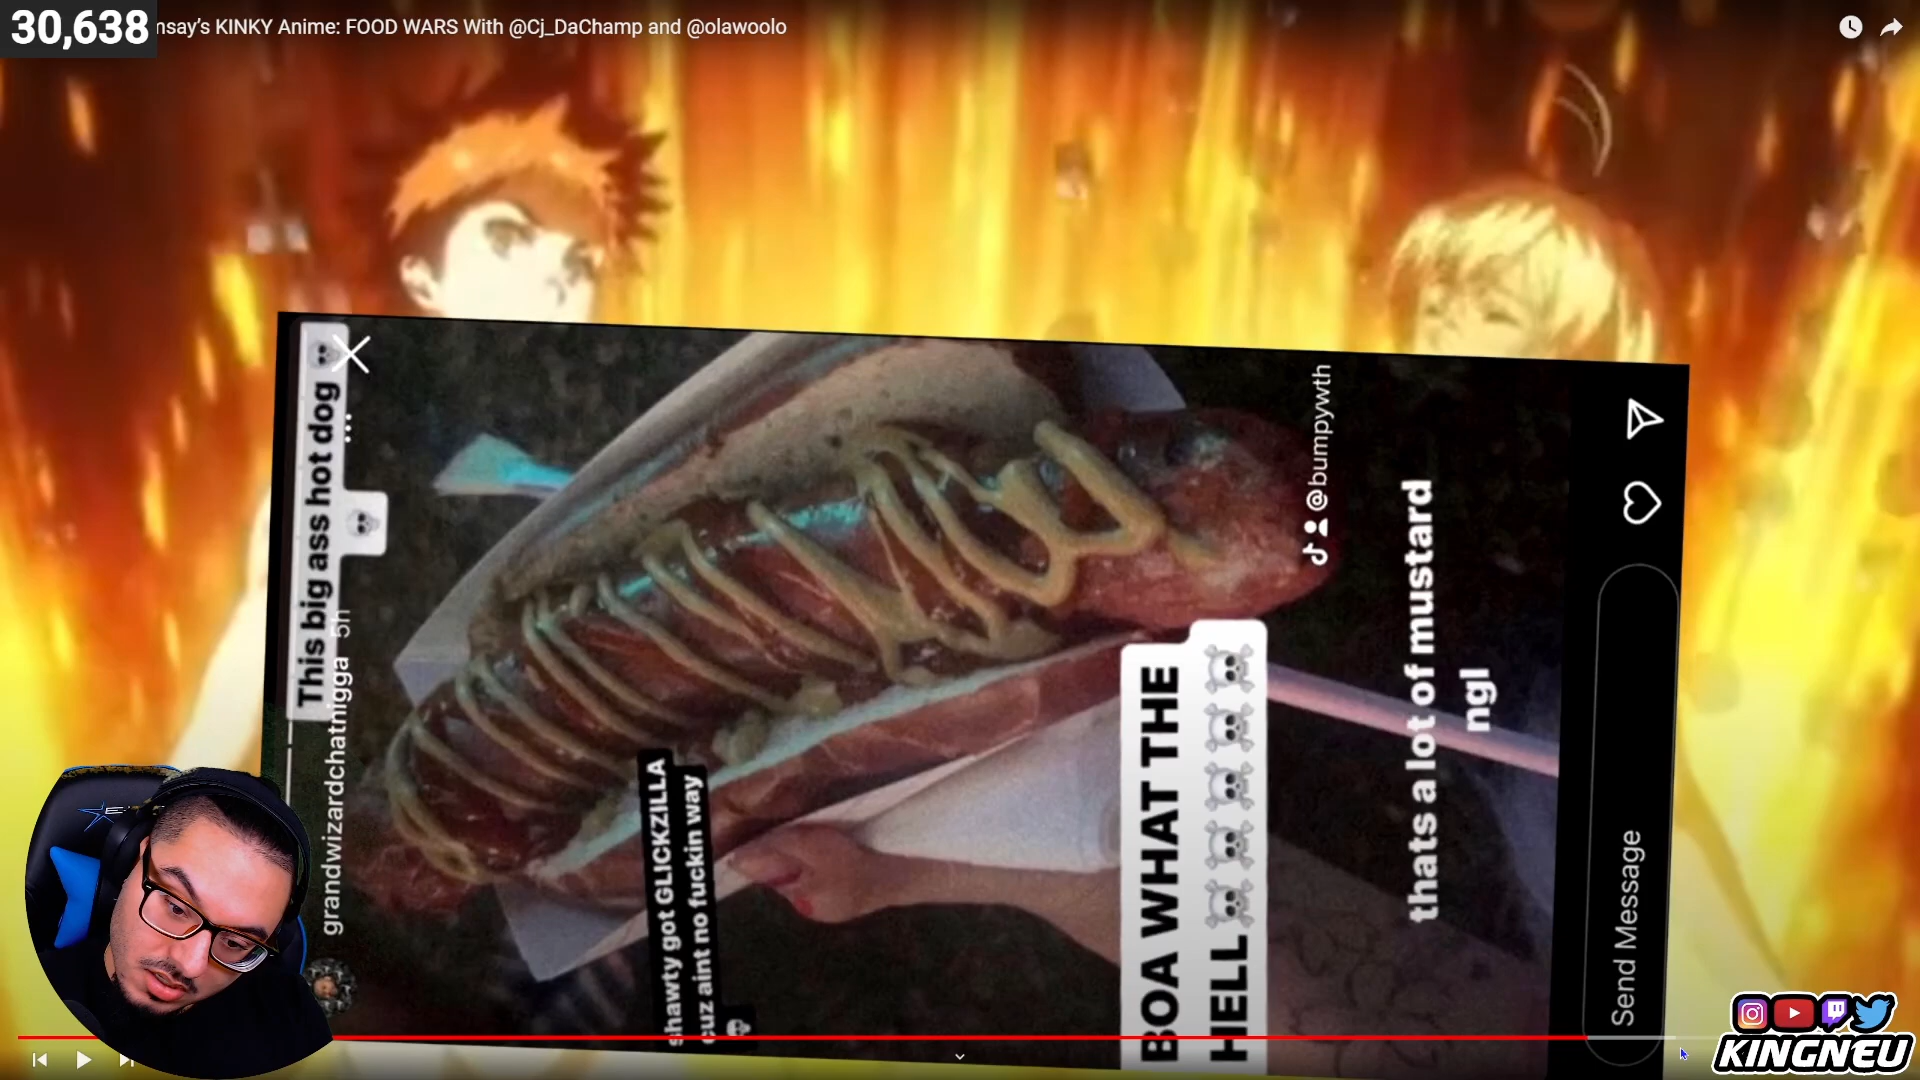 30,638
nsay's KINKY Anime: FOOD WARS With @Cj_DaChamp and @olawoolo
This big ass hot dog 💀
💀
grandwizardchatnigga 5h
shawty got GLICKZILLA
cuz aint no fuckin way
💀
BOA WHAT THE
HELL ☠️☠️☠️☠️☠️
@bumpywth
thats a lot of mustard
ngl
Send Message
KINGNEU